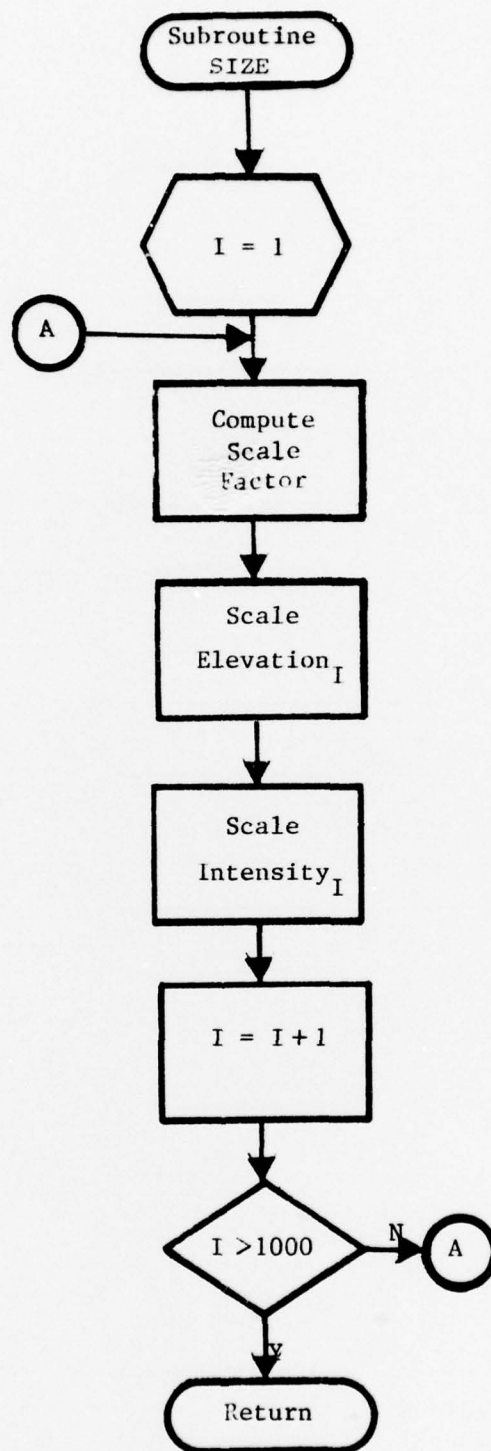 Subroutine
SIZE
I = 1
A
Compute
Scale
Factor
Scale
Elevation I
Scale
Intensity I
I = I+1
I >1000
N
A
Y
Return